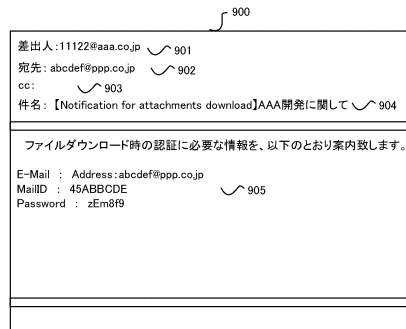 900
差出人:11122@aaa.co.jp 901
宛先: abcdef@ppp.co.jp 902
cc: 903
件名: 【Notification for attachments download】AAA開発に関して 904
ファイルダウンロード時の認証に必要な情報を、以下のとおり案内致します。
E-Mail : Address:abcdef@ppp.co.jp
MailID : 45ABBCDE 905
Password : zEm8f9